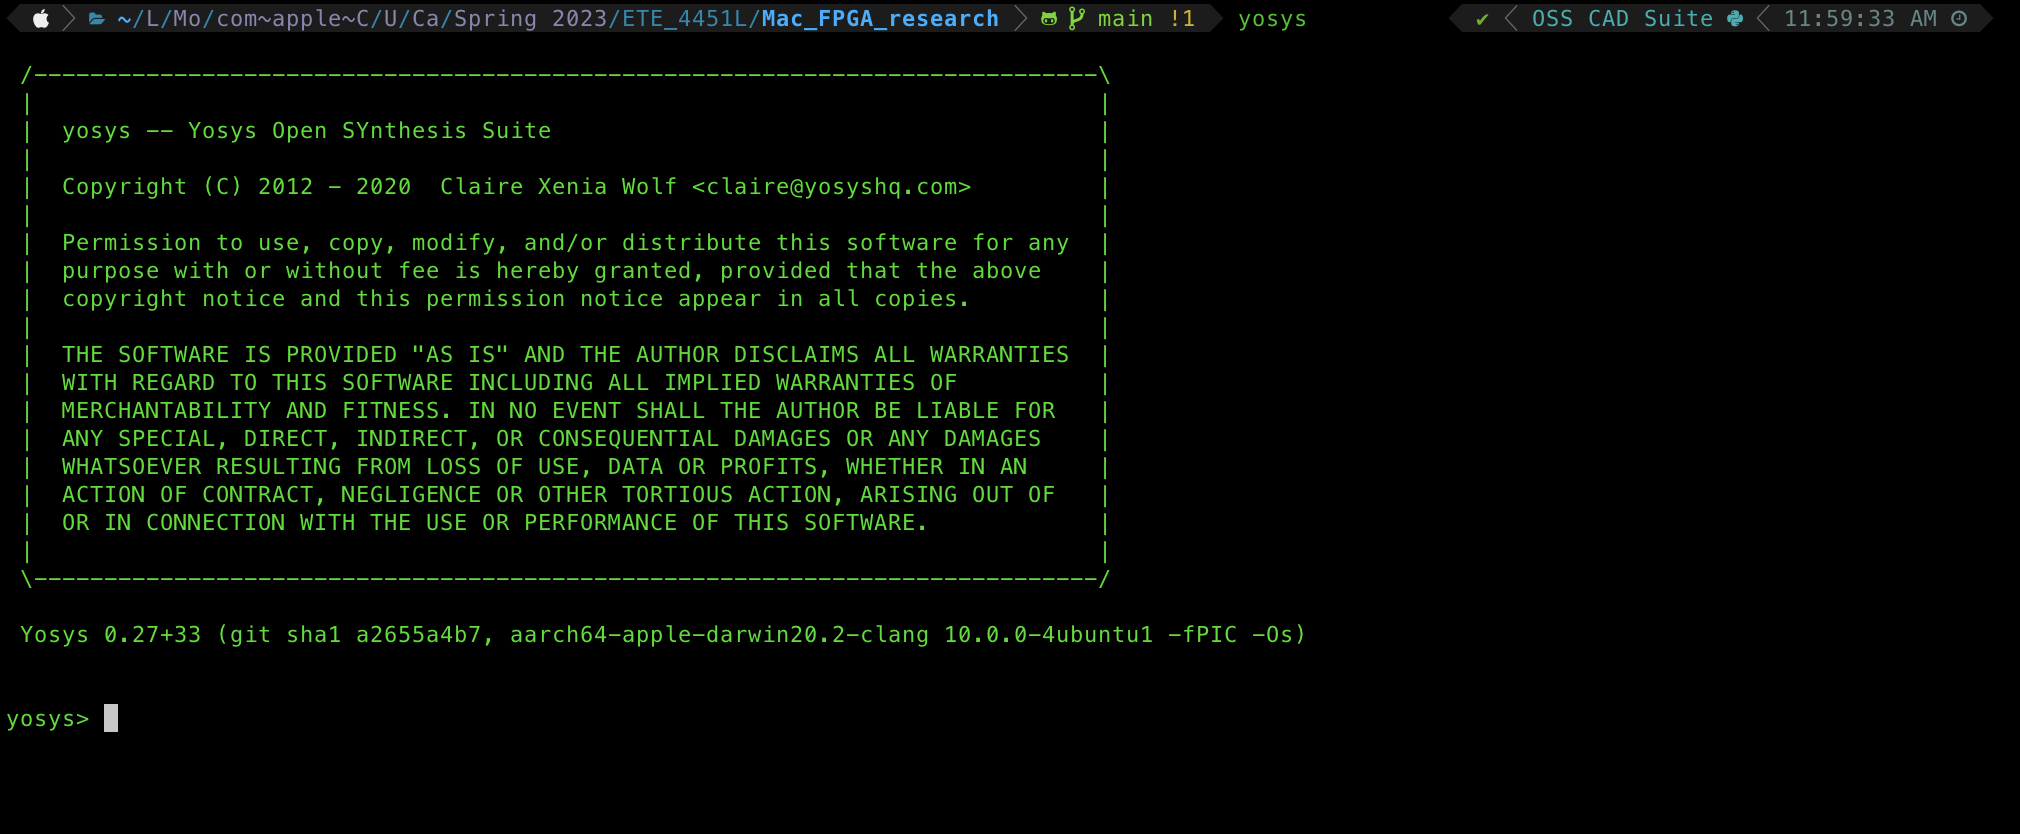 ~/L/Mo/com~apple~C/U/Ca/Spring 2023/ETE_4451L/Mac_FPGA_research main !1 yosys ✔ OSS CAD Suite 11:59:33 AM
/----------------------------------------------------------------------------\
| |
| yosys -- Yosys Open SYnthesis Suite |
| |
| Copyright (C) 2012 - 2020  Claire Xenia Wolf <claire@yosyshq.com> |
| |
| Permission to use, copy, modify, and/or distribute this software for any |
| purpose with or without fee is hereby granted, provided that the above |
| copyright notice and this permission notice appear in all copies. |
| |
| THE SOFTWARE IS PROVIDED "AS IS" AND THE AUTHOR DISCLAIMS ALL WARRANTIES |
| WITH REGARD TO THIS SOFTWARE INCLUDING ALL IMPLIED WARRANTIES OF |
| MERCHANTABILITY AND FITNESS. IN NO EVENT SHALL THE AUTHOR BE LIABLE FOR |
| ANY SPECIAL, DIRECT, INDIRECT, OR CONSEQUENTIAL DAMAGES OR ANY DAMAGES |
| WHATSOEVER RESULTING FROM LOSS OF USE, DATA OR PROFITS, WHETHER IN AN |
| ACTION OF CONTRACT, NEGLIGENCE OR OTHER TORTIOUS ACTION, ARISING OUT OF |
| OR IN CONNECTION WITH THE USE OR PERFORMANCE OF THIS SOFTWARE. |
| |
\----------------------------------------------------------------------------/
Yosys 0.27+33 (git sha1 a2655a4b7, aarch64-apple-darwin20.2-clang 10.0.0-4ubuntu1 -fPIC -Os)
yosys>